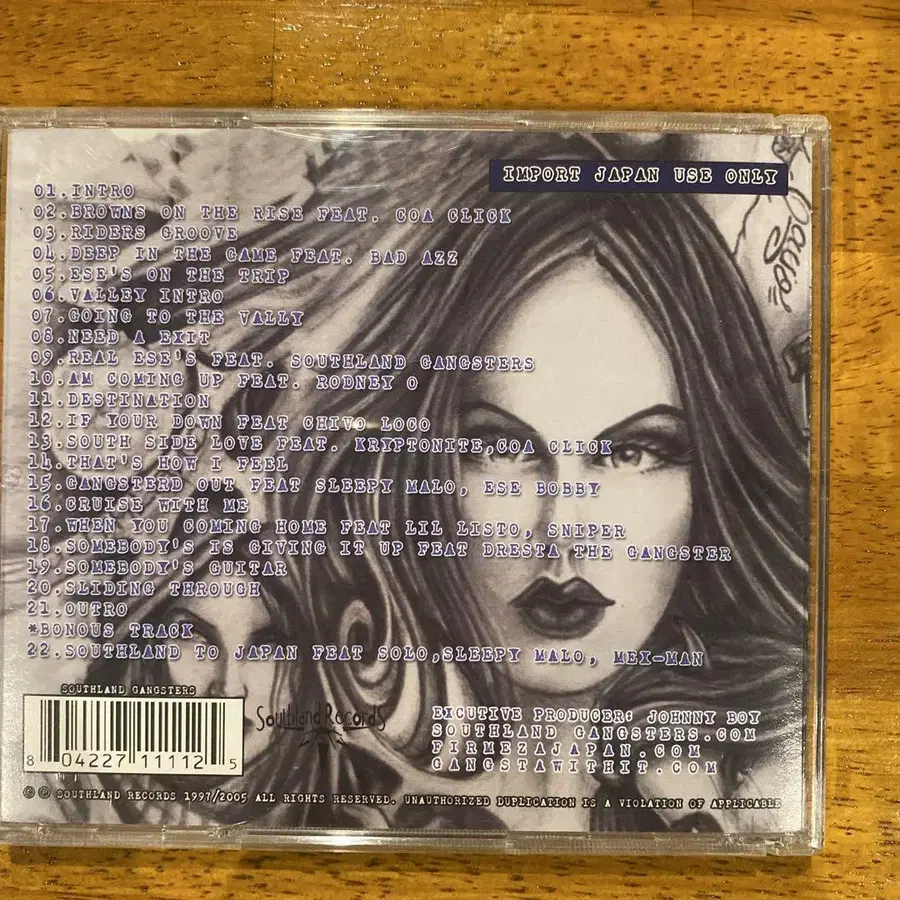 IMPORT JAPAN USE ONLY
01.INTRO
02.BROWNS ON THE RISE FEAT. COA CLICK
03.RIDERS GROOVE
04.DEEP IN THE GAME FEAT. BAD AZZ
05.ESE'S ON THE TRIP
06.VALLEY INTRO
07.GOING TO THE VALLY
08.NEED A EXIT
09.REAL ESE'S FEAT. SOUTHLAND GANGSTERS
10.AM COMING UP FEAT. RODNEY O
11.DESTINATION
12.IF YOUR DOWN FEAT CHIVO LOCO
13.SOUTH SIDE LOVE FEAT. KRYPTONITE,COA CLICK
14.THAT'S HOW I FEEL
15.GANGSTERD OUT FEAT SLEEPY MALO, ESE BOBBY
16.CRUISE WITH ME
17.WHEN YOU COMING HOME FEAT LIL LISTO, SNIPER
18.SOMEBODY'S IS GIVING IT UP FEAT DRESTA THE GANGSTER
19.SOMEBODY'S GUITAR
20.SLIDING THROUGH
21.OUTRO
*BONOUS TRACK
22.SOUTHLAND TO JAPAN FEAT SOLO,SLEEPY MALO, MEX-MAN
SOUTHLAND GANGSTERS
8 04227 11112 5
Southland Records
EXCUTIVE PRODUCER: JOHNNY BOY
SOUTHLAND GANGSTERS.COM
FIRMEZAJAPAN.COM
GANGSTAWITHIT.COM
© ℗ SOUTHLAND RECORDS 1997/2005 ALL RIGHTS RESERVED. UNAUTHORIZED DUPLICATION IS A VIOLATION OF APPLICABLE